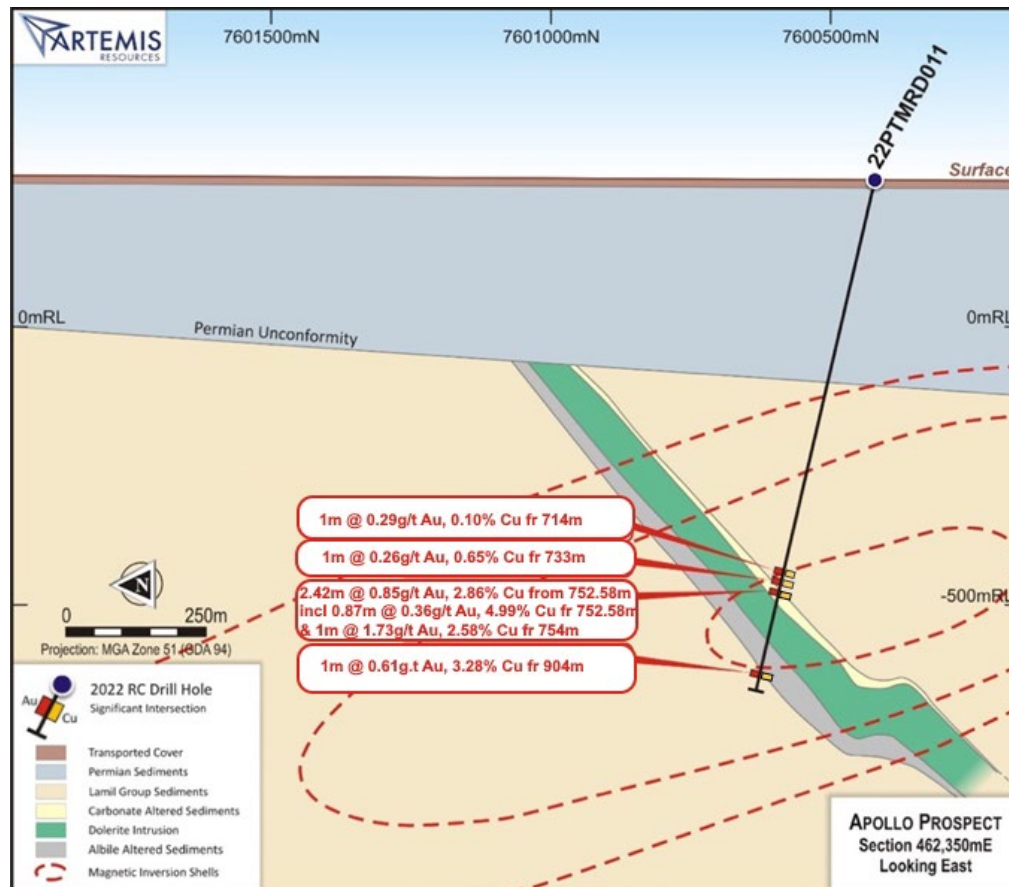 ARTEMIS
RESOURCES
7601500mN
7601000mN
7600500mN
22PTMRD011
Surface
0mRL
Permian Unconformity
0mRL
1m @ 0.29g/t Au, 0.10% Cu fr 714m
1m @ 0.26g/t Au, 0.65% Cu fr 733m
2.42m @ 0.85g/t Au, 2.86% Cu from 752.58m
incl 0.87m @ 0.36g/t Au, 4.99% Cu fr 752.58m
& 1m @ 1.73g/t Au, 2.58% Cu fr 754m
1m @ 0.61g.t Au, 3.28% Cu fr 904m
-500mRL
N
0
250m
Projection: MGA Zone 51 (GDA 94)
Au
Cu
2022 RC Drill Hole
Significant Intersection
Transported Cover
Permian Sediments
Lamil Group Sediments
Carbonate Altered Sediments
Dolerite Intrusion
Albile Altered Sediments
Magnetic Inversion Shells
APOLLO PROSPECT
Section 462,350mE
Looking East